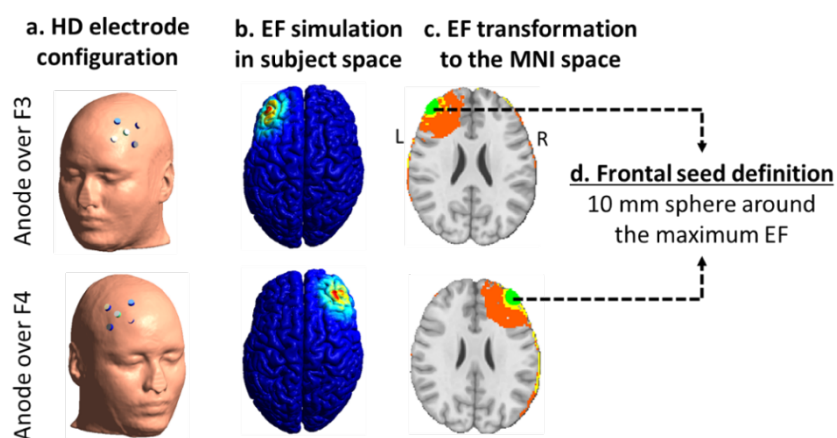 a. HD electrode
configuration
b. EF simulation
in subject space
c. EF transformation
to the MNI space
Anode over F3
L
R
d. Frontal seed definition
10 mm sphere around
the maximum EF
Anode over F4